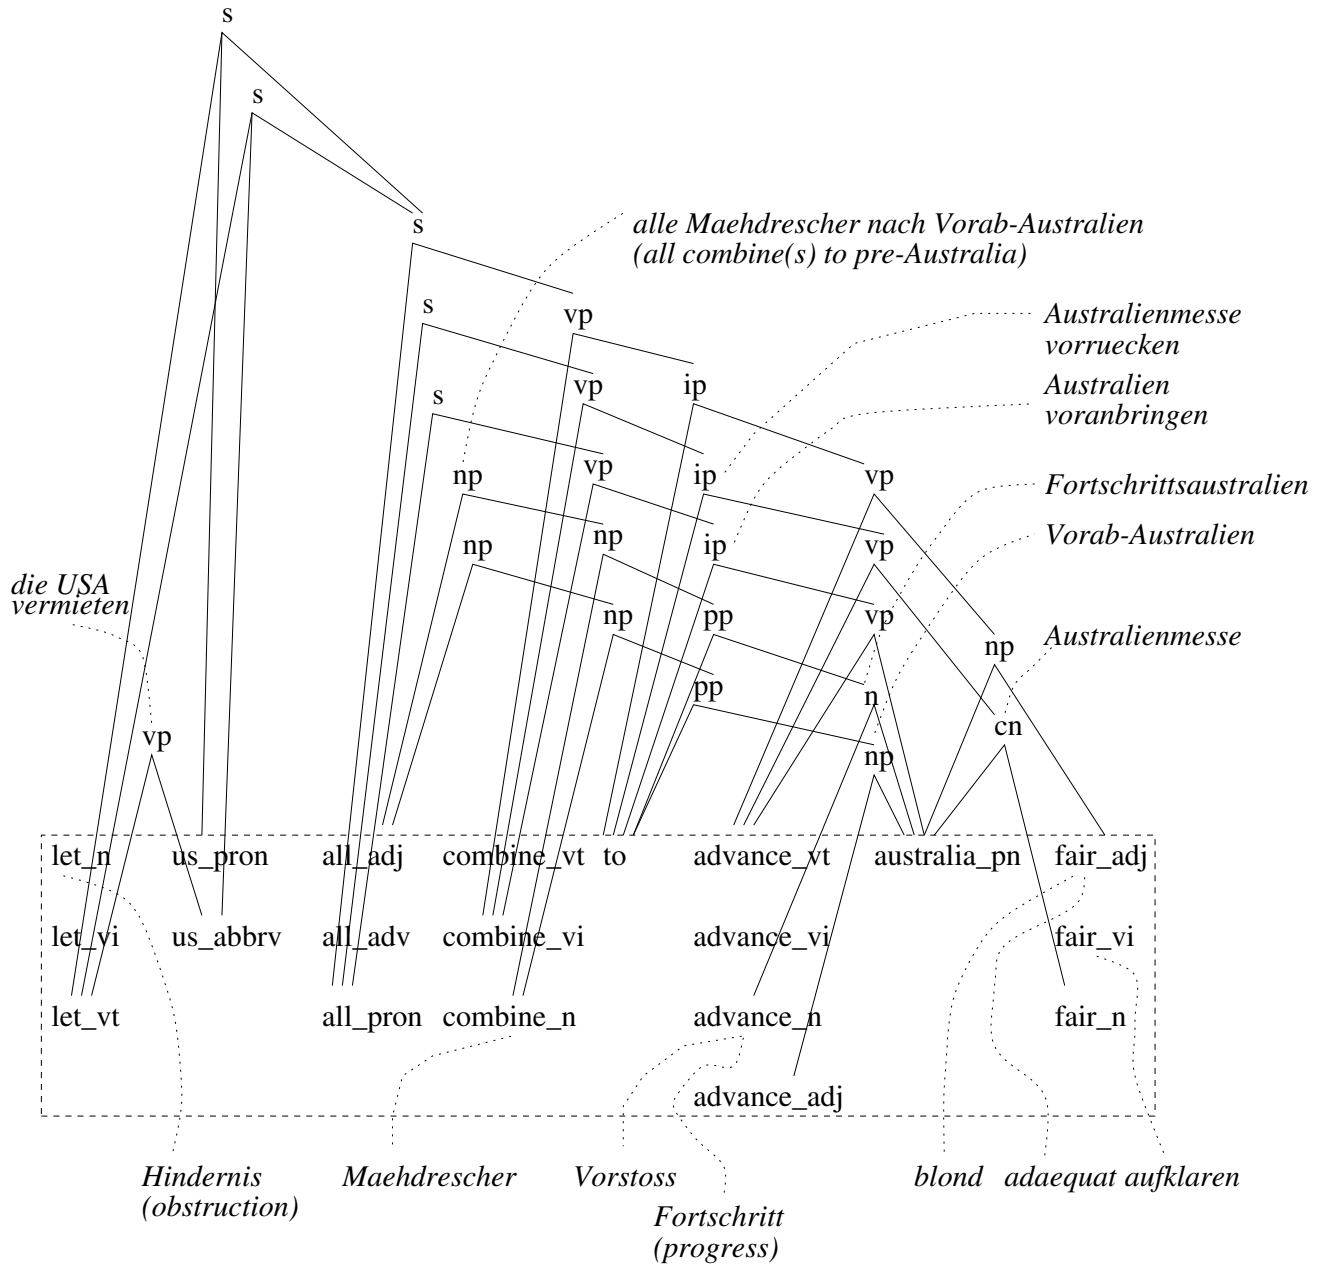 s
s
s
alle Maehdrescher nach Vorab-Australien
(all combine(s) to pre-Australia)
s
vp
Australienmesse
vorruecken
s
vp
ip
Australien
voranbringen
np
vp
ip
vp
Fortschrittsaustralien
np
np
ip
vp
Vorab-Australien
die USA
vermieten
np
pp
vp
np
Australienmesse
pp
n
vp
cn
np
let_n us_pron all_adj combine_vt to advance_vt australia_pn fair_adj
let_vi us_abbrv all_adv combine_vi advance_vi fair_vi
let_vt all_pron combine_n advance_n fair_n
advance_adj
Hindernis
(obstruction)
Maehdrescher
Vorstoss
blond adaequat aufklaren
Fortschritt
(progress)